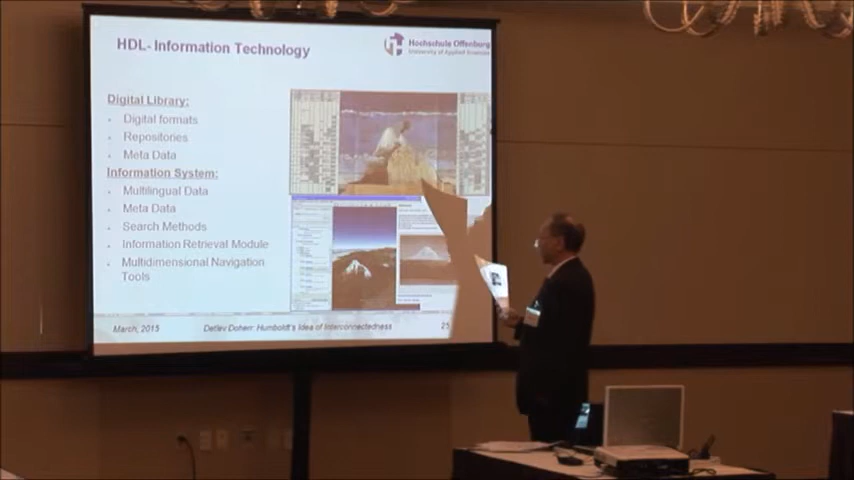 HDL- Information Technology
Hochschule Offenburg
University of Applied Sciences
Digital Library:
Digital formats
Repositories
Meta Data
Information System:
Multilingual Data
Meta Data
Search Methods
Information Retrieval Module
Multidimensional Navigation
Tools
March, 2015
Detlev Doherr: Humboldt's Idea of Interconnectedness
25